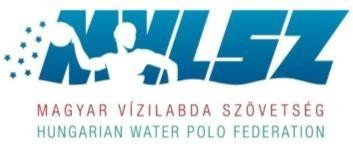 MVLSZ
MAGYAR VÍZILABDA SZÖVETSÉG
HUNGARIAN WATER POLO FEDERATION